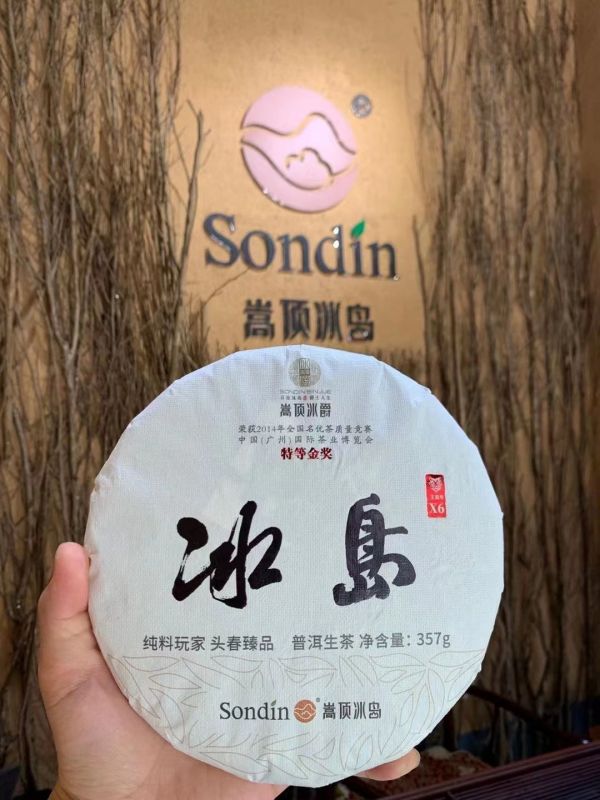 Sondin
嵩顶冰岛
SONDIN BINJUE
嵩顶冰爵
荣获2014年全国名优茶质量竞赛
中国(广州)国际茶业博览会
特等金奖
X6
冰岛
纯料玩家 头春臻品 普洱生茶 净含量：357g
Sondin 嵩顶冰岛